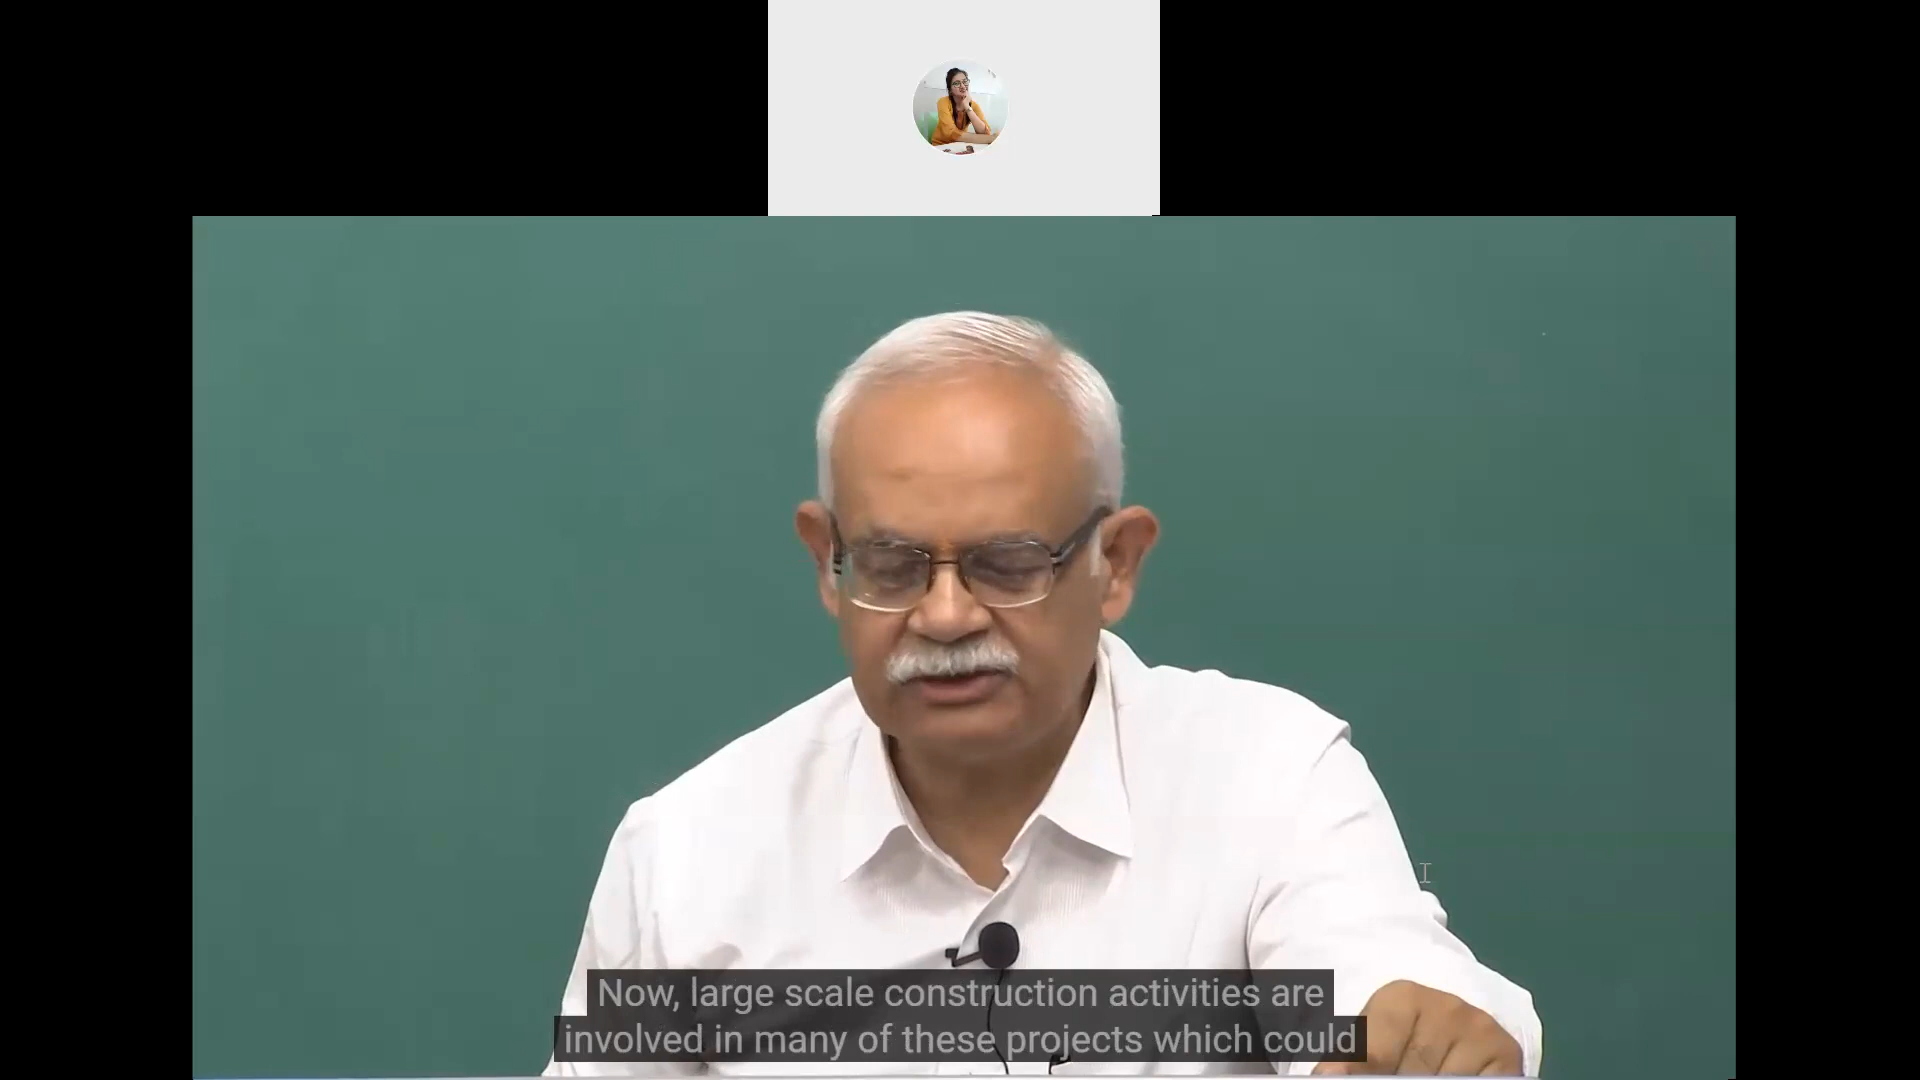 Now, large scale construction activities are
involved in many of these projects which could